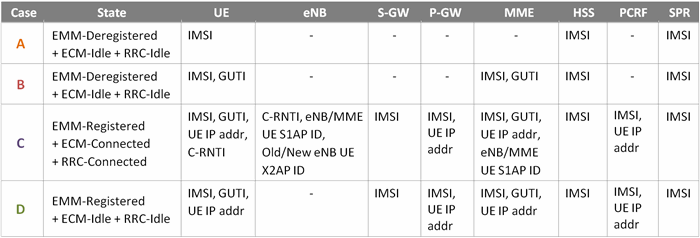 Case State UE eNB S-GW P-GW MME HSS PCRF SPR
A EMM-Deregistered IMSI - - - - IMSI - IMSI
+ ECM-Idle + RRC-Idle
B EMM-Deregistered IMSI, GUTI - - - IMSI, GUTI IMSI - IMSI
+ ECM-Idle + RRC-Idle
C EMM-Registered IMSI, GUTI, C-RNTI, eNB/MME IMSI IMSI, IMSI, GUTI, IMSI IMSI, IMSI
+ ECM-Connected UE IP addr, UE S1AP ID, UE IP UE IP addr, UE IP
+ RRC-Connected C-RNTI Old/New eNB UE addr eNB/MME addr
X2AP ID UE S1AP ID
D EMM-Registered IMSI, GUTI, - IMSI IMSI, IMSI, GUTI, IMSI IMSI, IMSI
+ ECM-Idle + RRC-Idle UE IP addr UE IP UE IP addr UE IP
addr addr